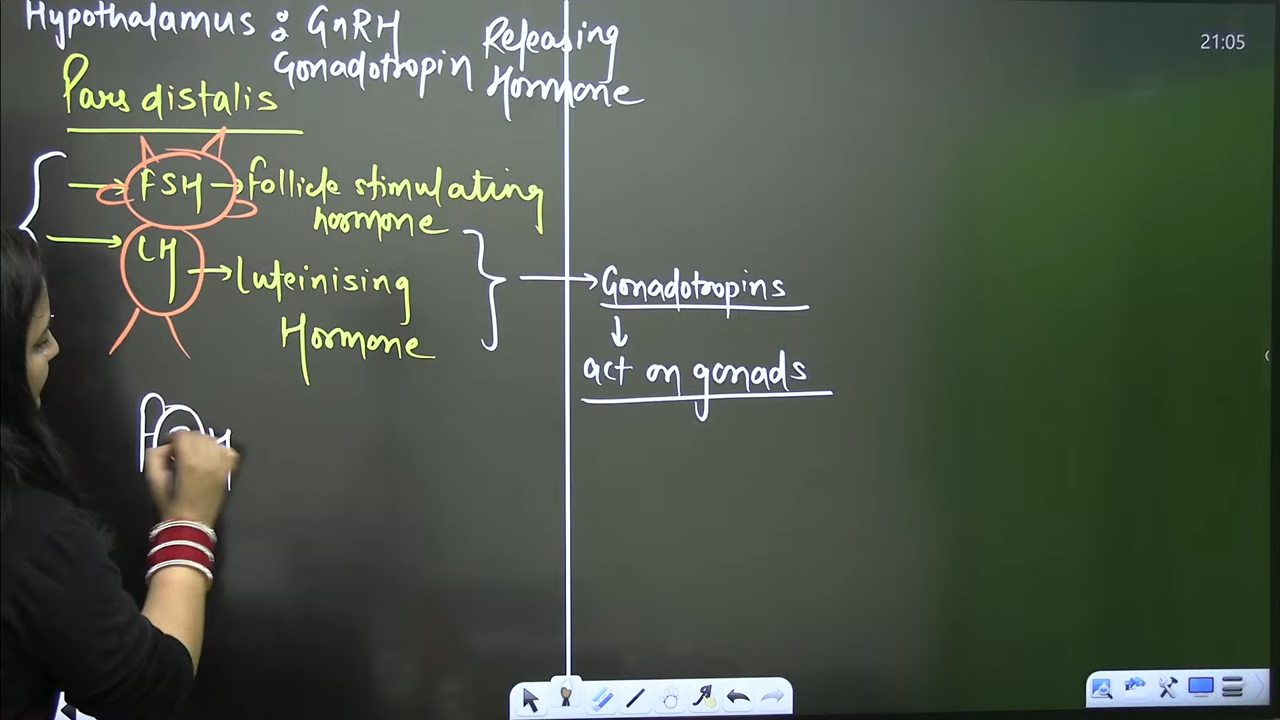 Hypothalamus : GnRH
Gonadotropin Releasing Hormone
21:05
Pars distalis
FSH → Follicle stimulating hormone
LH → Luteinising Hormone
Gonadotropins
act on gonads